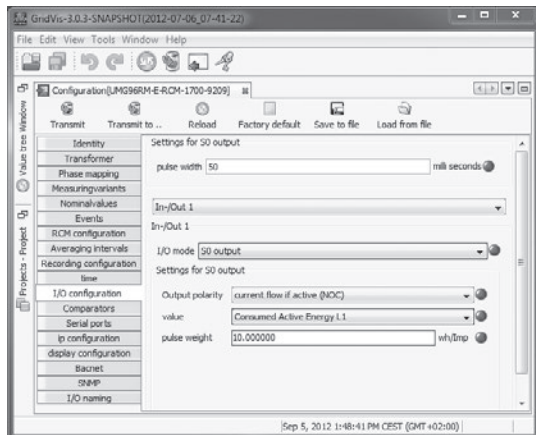 GridVis-3.0.3-SNAPSHOT(2012-07-06_07-41-22)
File Edit View Tools Window Help
Configuration[UMG96RM-E-RCM-1700-9209]
Transmit Transmit to .. Reload Factory default Save to file Load from file
Value tree Window
Projects - Project
Identity
Transformer
Phase mapping
Measuringvariants
Nominalvalues
Events
RCM configuration
Averaging intervals
Recording configuration
time
I/O configuration
Comparators
Serial ports
ip configuration
display configuration
Bacnet
SNMP
I/O naming
Settings for S0 output
pulse width 50 milli seconds
In-/Out 1
In-/Out 1
I/O mode S0 output
Settings for S0 output
Output polarity current flow if active (NOC)
value Consumed Active Energy L1
pulse weight 10.000000 wh/Imp
Sep 5, 2012 1:48:41 PM CEST (GMT+02:00)